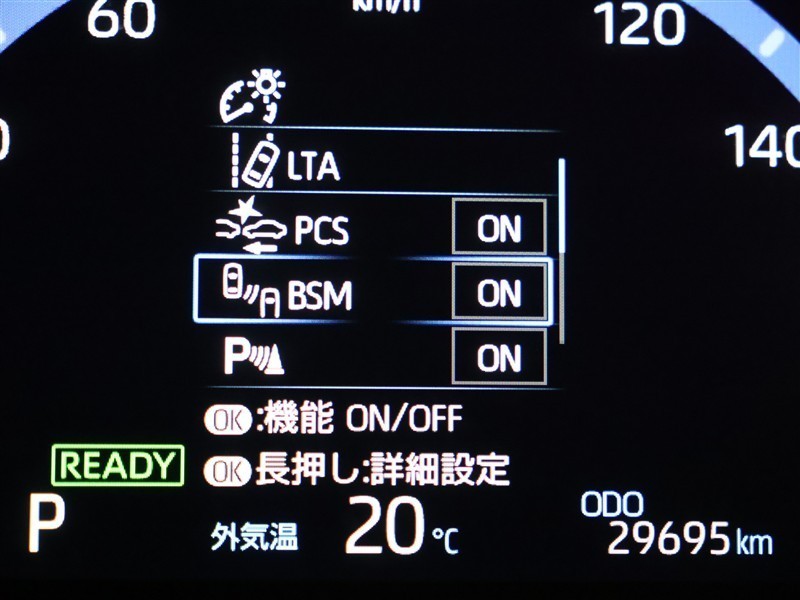 60 km/h 120
140
LTA
PCS ON
BSM ON
P ON
OK:機能 ON/OFF
READY OK長押し:詳細設定
P 外気温 20℃ ODO 29695km